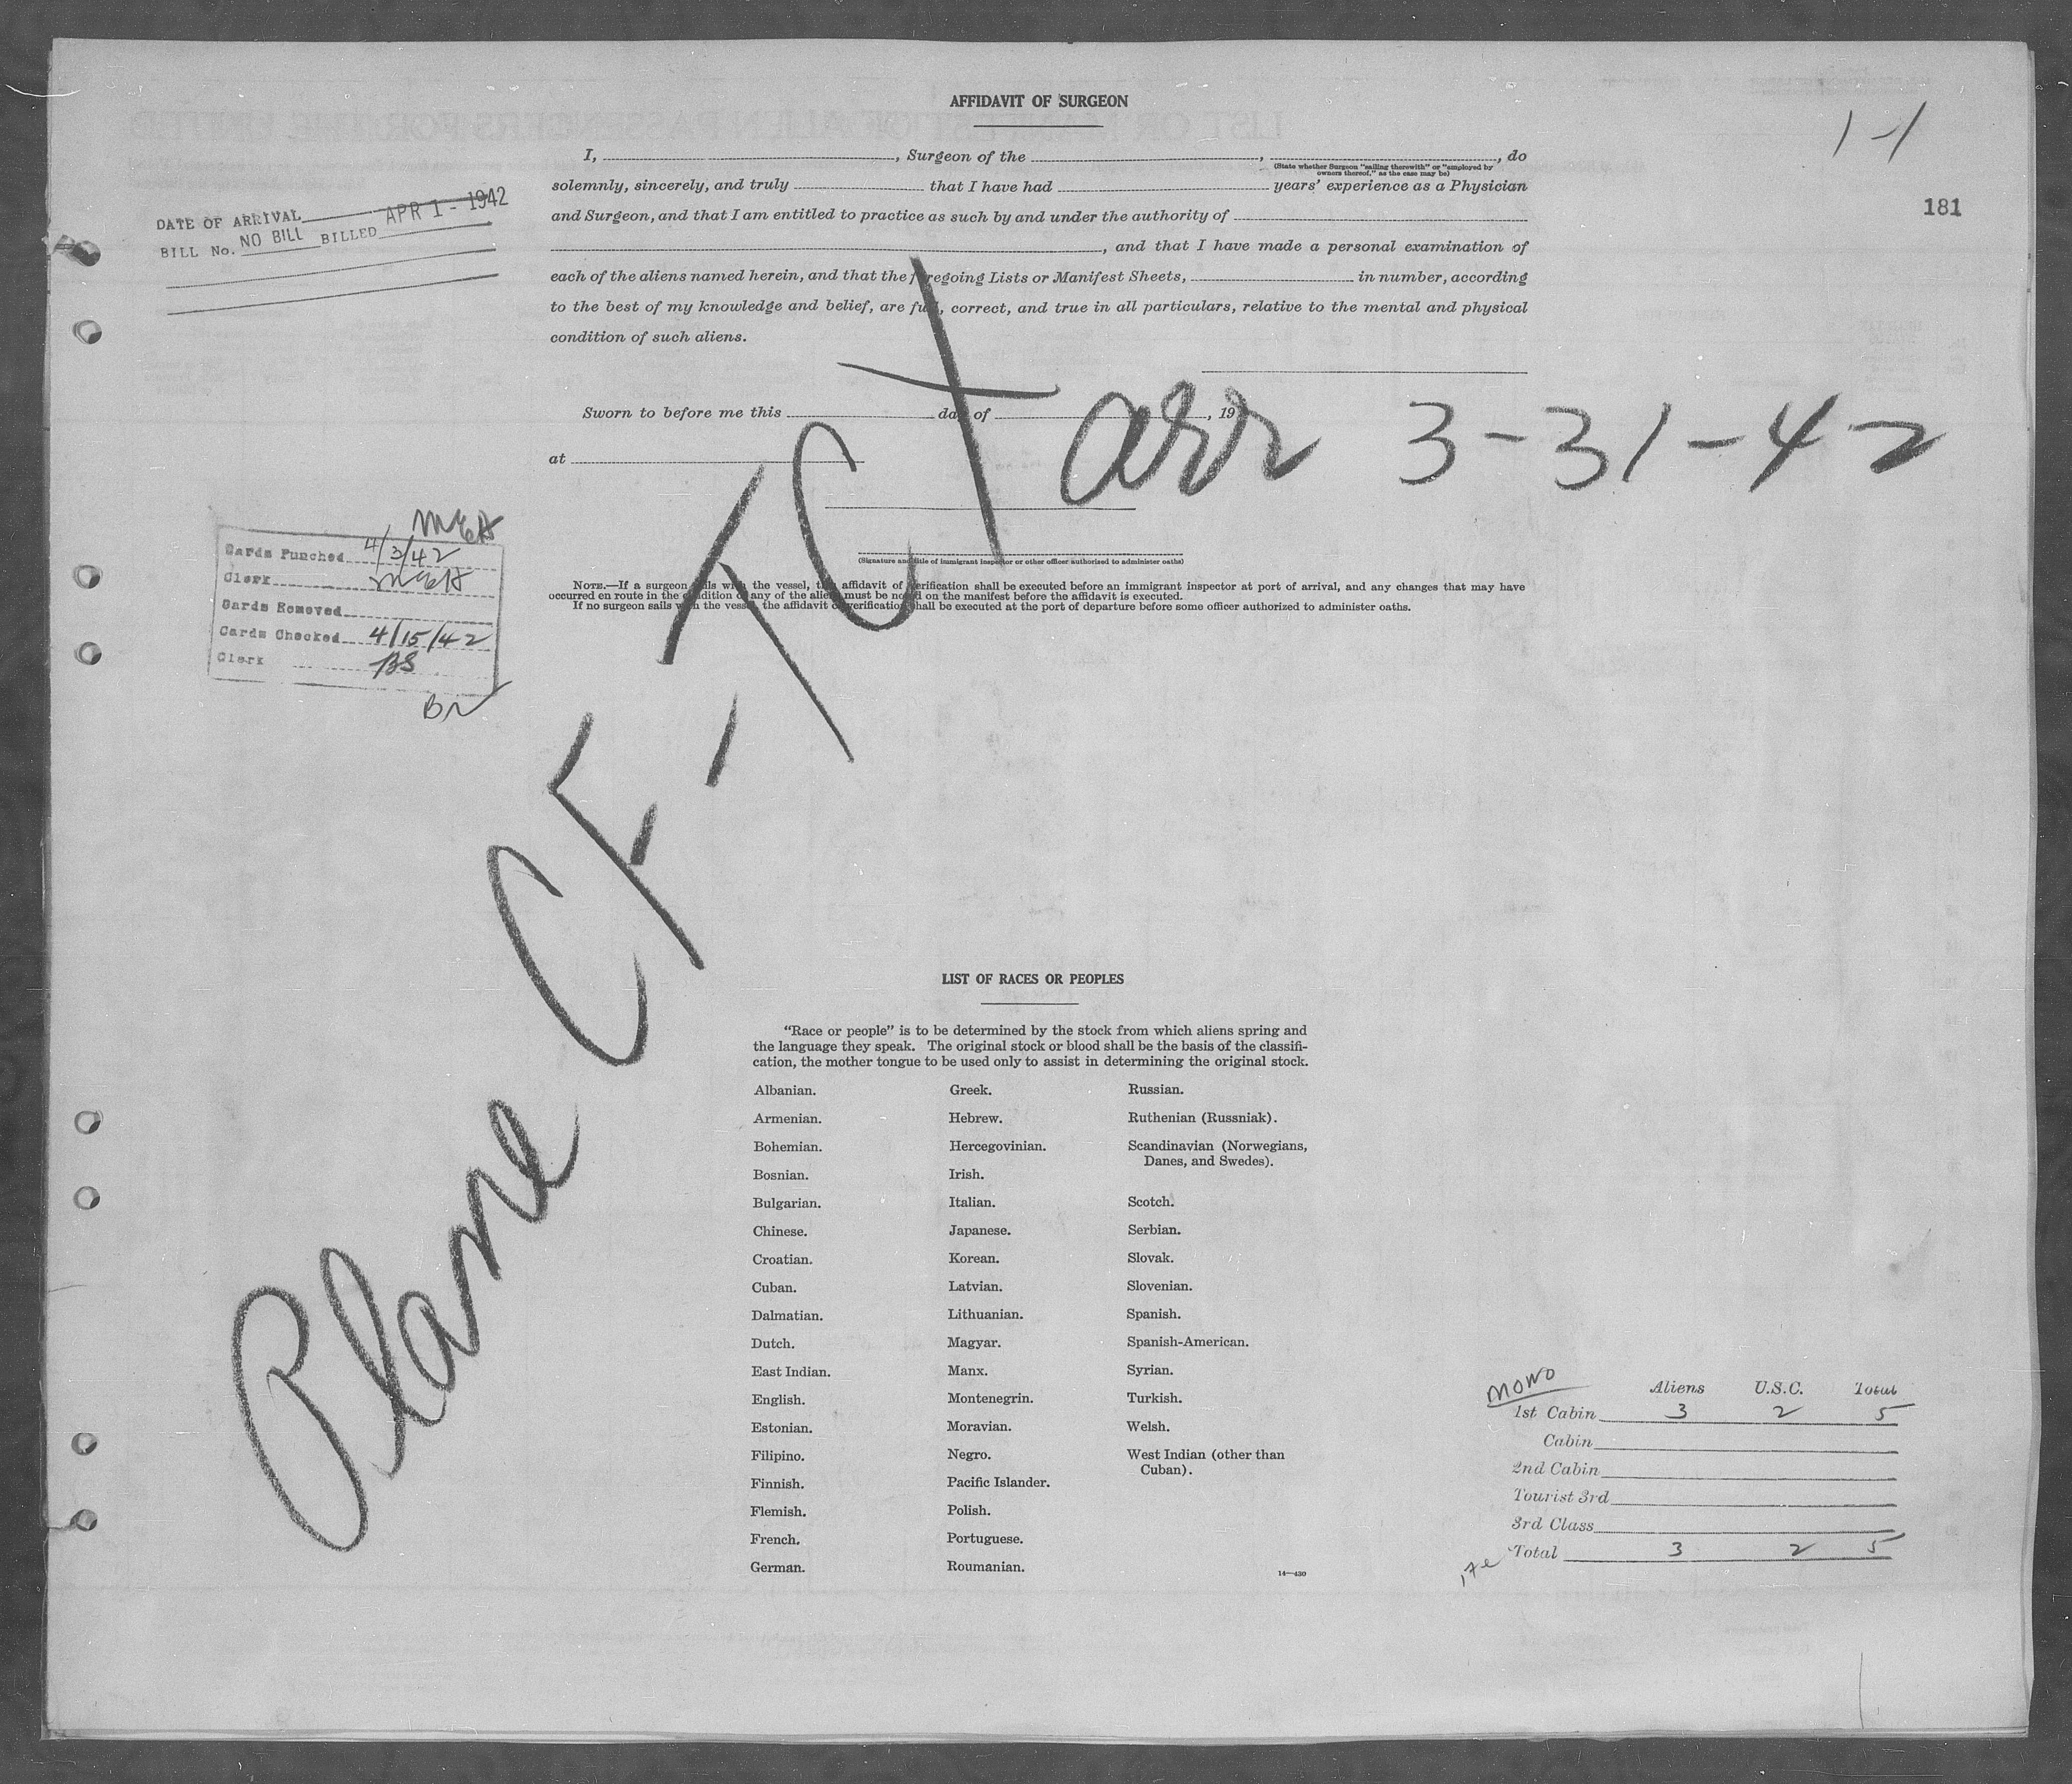 AFFIDAVIT OF SURGEON
1-1
I, , Surgeon of the , , do
(State whether Surgeon "sailing therewith" or "employed by
owners thereof," as the case may be)
solemnly, sincerely, and truly that I have had years' experience as a Physician
and Surgeon, and that I am entitled to practice as such by and under the authority of
, and that I have made a personal examination of
each of the aliens named herein, and that the foregoing Lists or Manifest Sheets, in number, according
to the best of my knowledge and belief, are full, correct, and true in all particulars, relative to the mental and physical
condition of such aliens.
181
DATE OF ARRIVAL APR 1 - 1942
BILL No. NO BILL BILLED
Sworn to before me this day of , 19
at
arr 3-31-42
(Signature and title of immigrant inspector or other officer authorized to administer oaths)
NOTE.—If a surgeon sails with the vessel, this affidavit of verification shall be executed before an immigrant inspector at port of arrival, and any changes that may have
occurred en route in the condition of any of the aliens must be noted on the manifest before the affidavit is executed.
If no surgeon sails with the vessel, the affidavit of verification shall be executed at the port of departure before some officer authorized to administer oaths.
Cards Punched 4/3/42
Clerk
Cards Removed
Cards Checked 4/15/42
Clerk BS
Plane CF-TCT
LIST OF RACES OR PEOPLES
"Race or people" is to be determined by the stock from which aliens spring and
the language they speak. The original stock or blood shall be the basis of the classifi-
cation, the mother tongue to be used only to assist in determining the original stock.
Albanian.
Armenian.
Bohemian.
Bosnian.
Bulgarian.
Chinese.
Croatian.
Cuban.
Dalmatian.
Dutch.
East Indian.
English.
Estonian.
Filipino.
Finnish.
Flemish.
French.
German.
Greek.
Hebrew.
Hercegovinian.
Irish.
Italian.
Japanese.
Korean.
Latvian.
Lithuanian.
Magyar.
Manx.
Montenegrin.
Moravian.
Negro.
Pacific Islander.
Polish.
Portuguese.
Roumanian.
Russian.
Ruthenian (Russniak).
Scandinavian (Norwegians,
Danes, and Swedes).
Scotch.
Serbian.
Slovak.
Slovenian.
Spanish.
Spanish-American.
Syrian.
Turkish.
Welsh.
West Indian (other than
Cuban).
14—430
MONO
Aliens U.S.C. Total
1st Cabin 3 2 5
Cabin
2nd Cabin
Tourist 3rd
3rd Class
Total 3 2 5